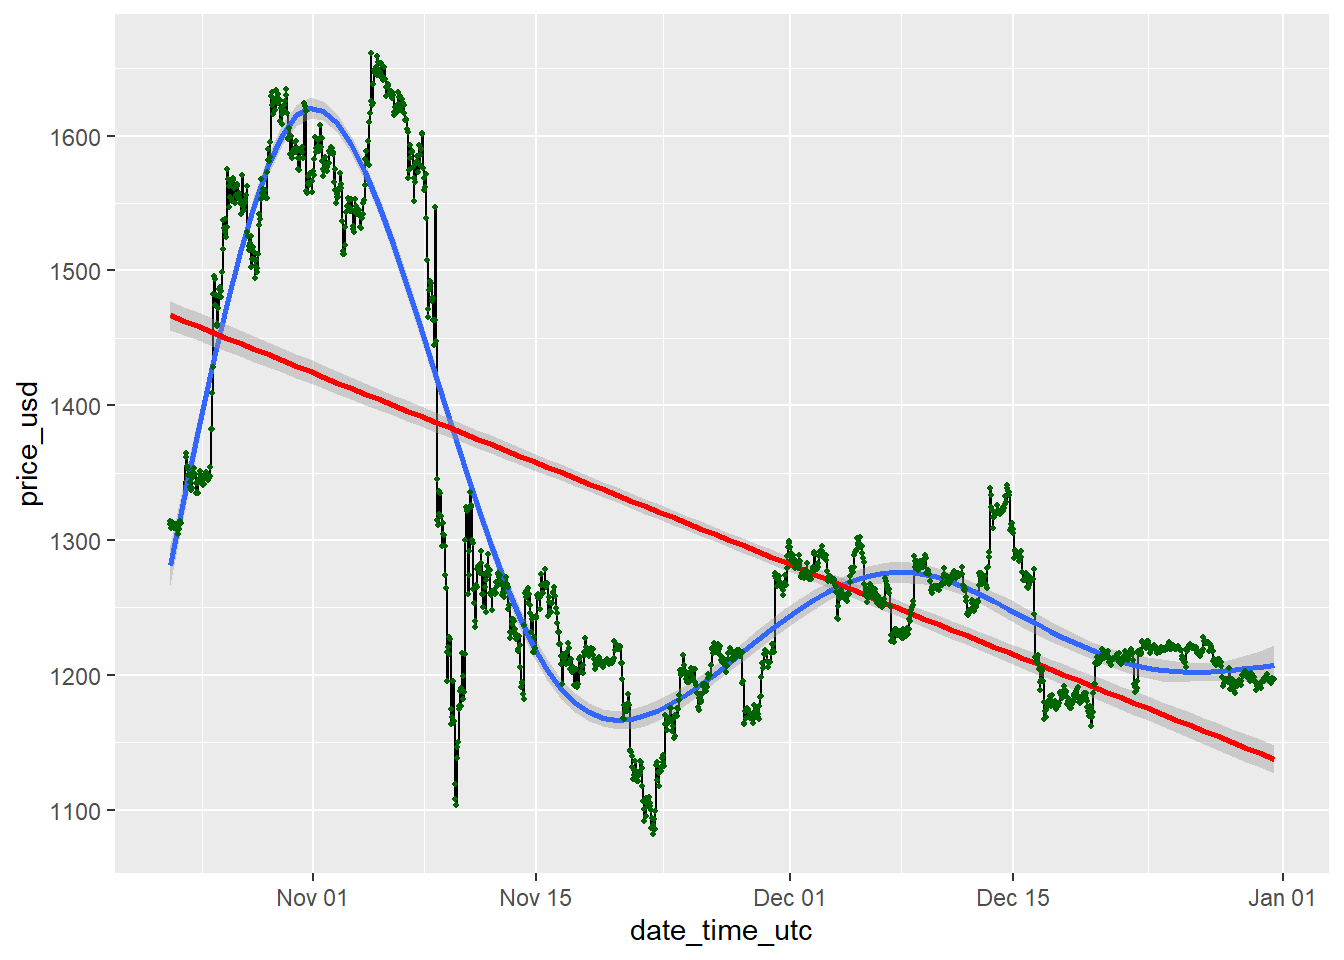 price_usd
1600
1500
1400
1300
1200
1100
Nov 01
Nov 15
Dec 01
Dec 15
Jan 01
date_time_utc